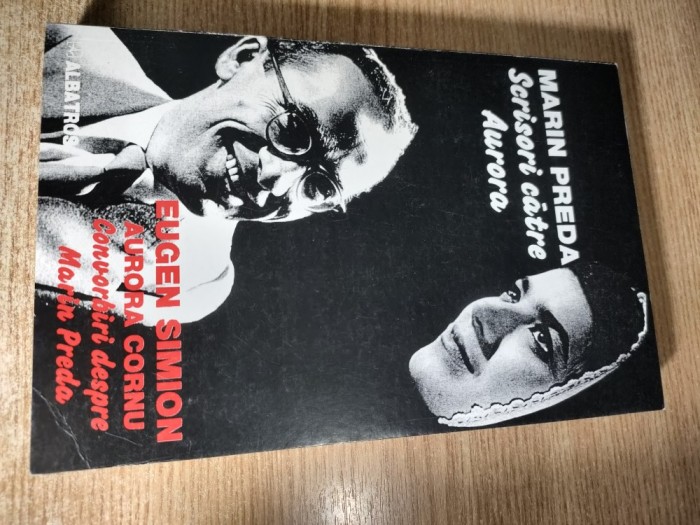 MARIN PREDA
Scrisori către
Aurora
EUGEN SIMION
AURORA CORNU
Convorbiri despre
Marin Preda
ALBATROS